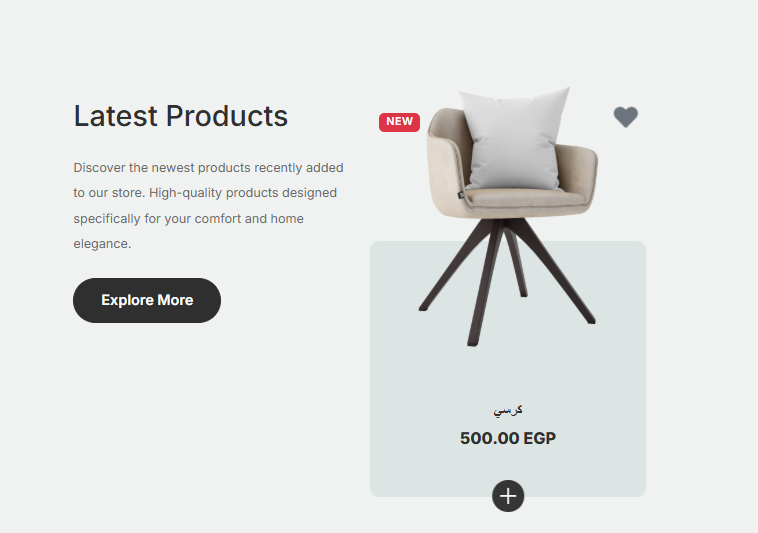 Latest Products
Discover the newest products recently added
to our store. High-quality products designed
specifically for your comfort and home
elegance.
Explore More
NEW
كرسي
500.00 EGP